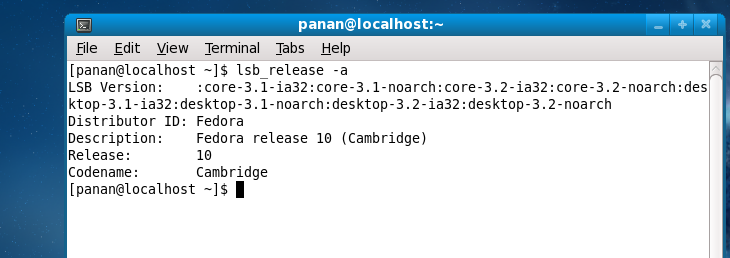 panan@localhost:~
File Edit View Terminal Tabs Help
[panan@localhost ~]$ lsb_release -a
LSB Version:    :core-3.1-ia32:core-3.1-noarch:core-3.2-ia32:core-3.2-noarch:des
ktop-3.1-ia32:desktop-3.1-noarch:desktop-3.2-ia32:desktop-3.2-noarch
Distributor ID: Fedora
Description:    Fedora release 10 (Cambridge)
Release:        10
Codename:       Cambridge
[panan@localhost ~]$